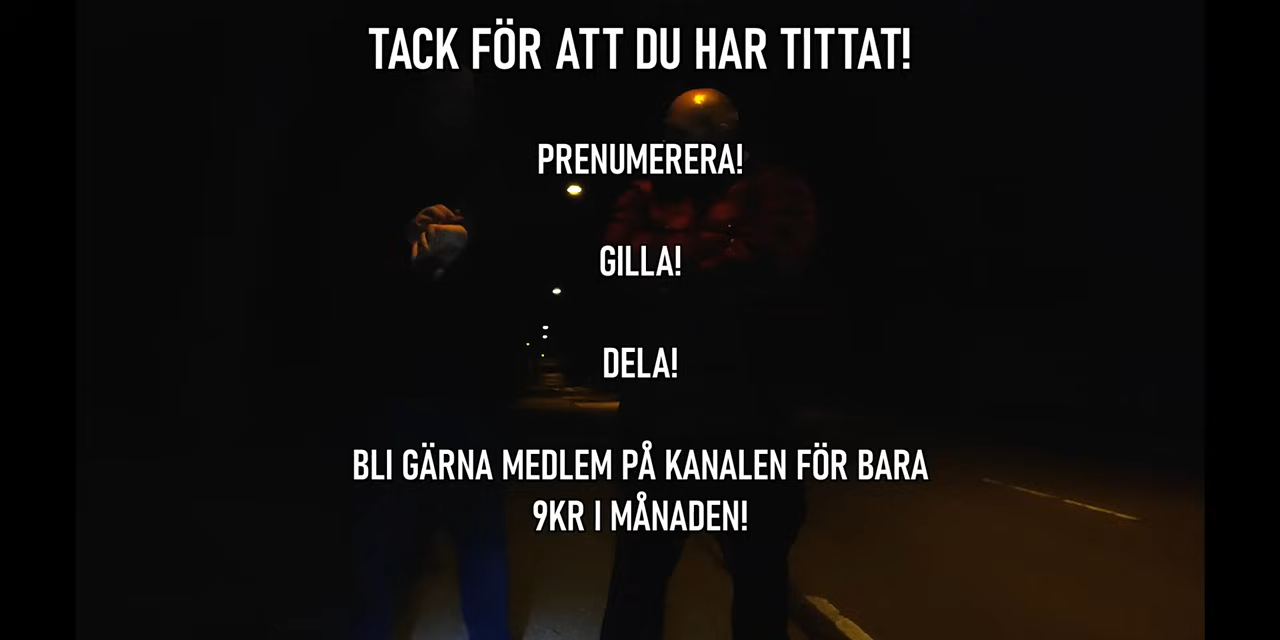 TACK FÖR ATT DU HAR TITTAT!
PRENUMERERA!
GILLA!
DELA!
BLI GÄRNA MEDLEM PÅ KANALEN FÖR BARA
9KR I MÅNADEN!